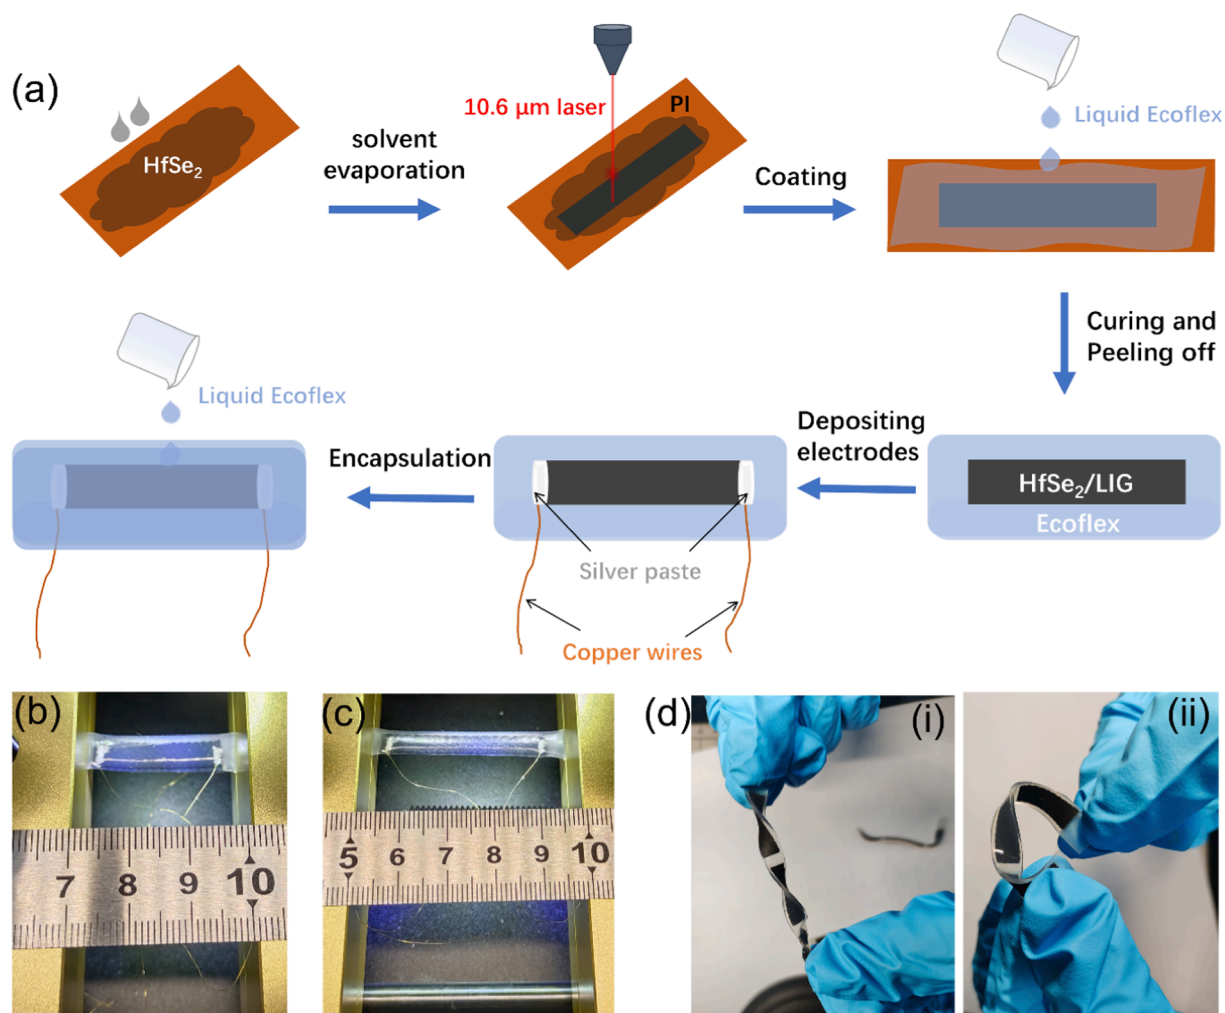 (a)
HfSe₂
solvent
evaporation
10.6 μm laser
PI
Coating
Liquid Ecoflex
Curing and
Peeling off
HfSe₂/LIG
Ecoflex
Depositing
electrodes
Silver paste
Copper wires
Encapsulation
Liquid Ecoflex
(b)
7 8 9 10
(c)
5 6 7 8 9 10
(d)
(i)
(ii)